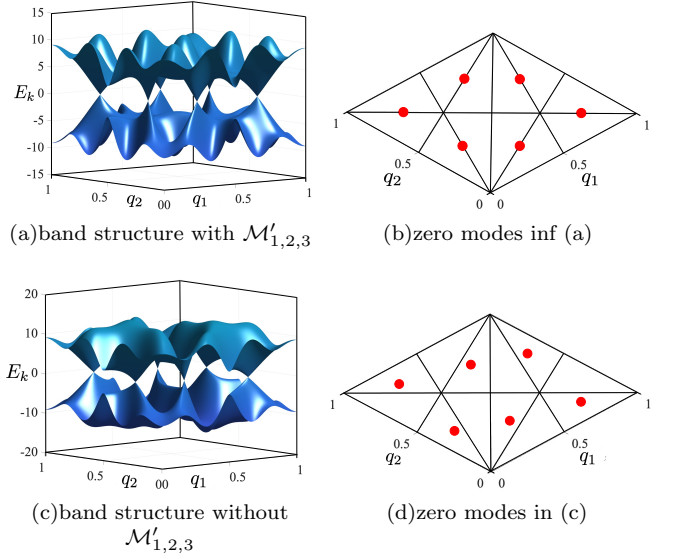 15
10
5
E_k 0
-5
-10
-15
1 0.5 q_2 00 q_1 0.5 1
1 1
0.5 0.5
q_2 q_1
0 0
(a)band structure with M′_{1,2,3}
(b)zero modes inf (a)
20
10
E_k 0
-10
-20
1 0.5 q_2 00 q_1 0.5 1
1 1
0.5 0.5
q_2 q_1
0 0
(c)band structure without
M′_{1,2,3}
(d)zero modes in (c)